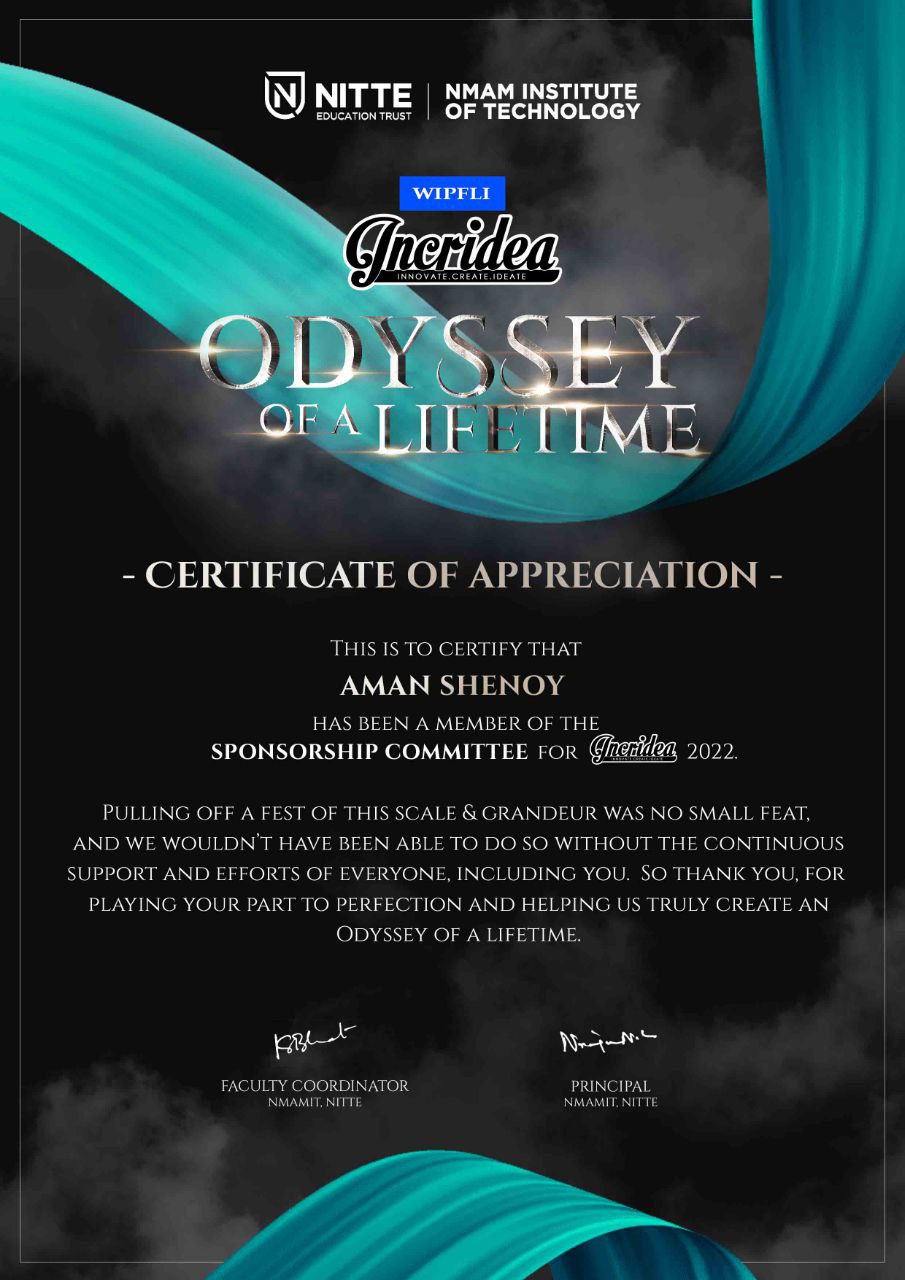 NITTE
EDUCATION TRUST
NMAM INSTITUTE
OF TECHNOLOGY
WIPFLI
Incridea
INNOVATE.CREATE.IDEATE
ODYSSEY
OF A LIFETIME
- CERTIFICATE OF APPRECIATION -
THIS IS TO CERTIFY THAT
AMAN SHENOY
HAS BEEN A MEMBER OF THE
SPONSORSHIP COMMITTEE FOR Incridea 2022.
PULLING OFF A FEST OF THIS SCALE & GRANDEUR WAS NO SMALL FEAT,
AND WE WOULDN'T HAVE BEEN ABLE TO DO SO WITHOUT THE CONTINUOUS
SUPPORT AND EFFORTS OF EVERYONE, INCLUDING YOU. SO THANK YOU, FOR
PLAYING YOUR PART TO PERFECTION AND HELPING US TRULY CREATE AN
ODYSSEY OF A LIFETIME.
FACULTY COORDINATOR
NMAMIT, NITTE
PRINCIPAL
NMAMIT, NITTE